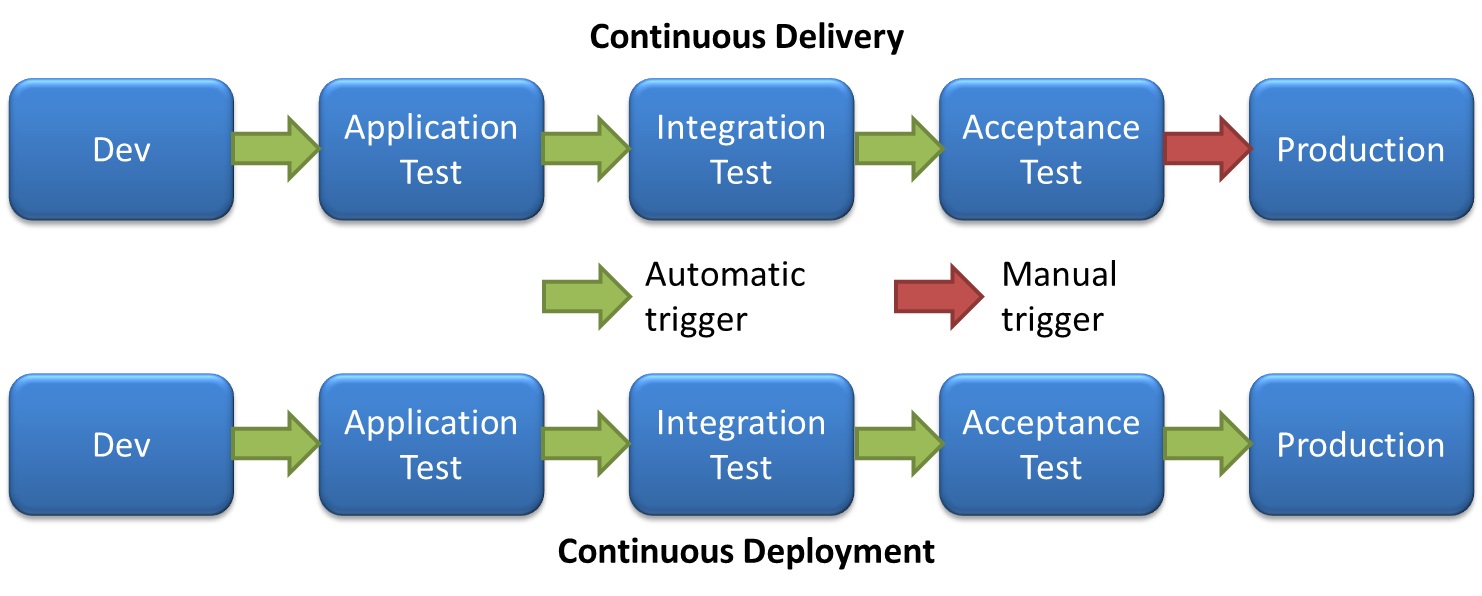 Continuous Delivery
Dev
Application
Test
Integration
Test
Acceptance
Test
Production
Automatic
trigger
Manual
trigger
Dev
Application
Test
Integration
Test
Acceptance
Test
Production
Continuous Deployment